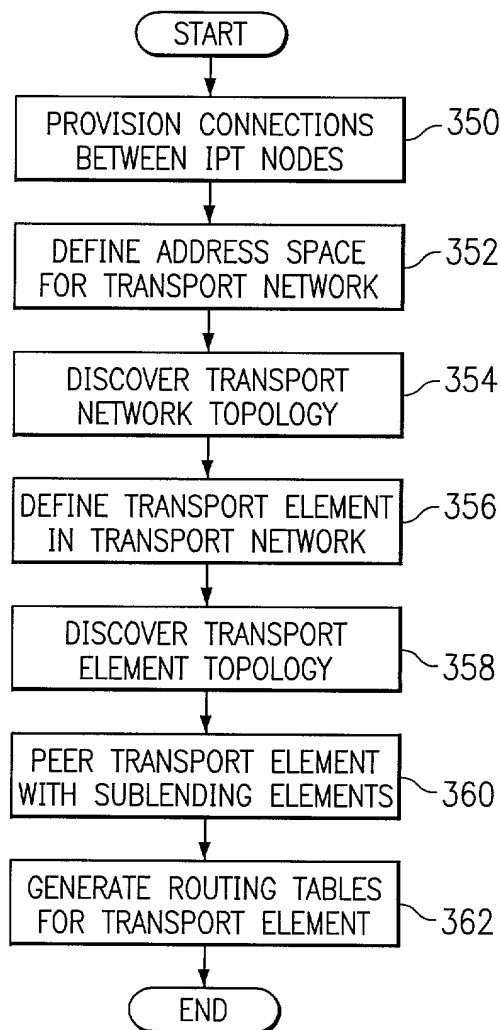 START
PROVISION CONNECTIONS
BETWEEN IPT NODES
350
DEFINE ADDRESS SPACE
FOR TRANSPORT NETWORK
352
DISCOVER TRANSPORT
NETWORK TOPOLOGY
354
DEFINE TRANSPORT ELEMENT
IN TRANSPORT NETWORK
356
DISCOVER TRANSPORT
ELEMENT TOPOLOGY
358
PEER TRANSPORT ELEMENT
WITH SUBLENDING ELEMENTS
360
GENERATE ROUTING TABLES
FOR TRANSPORT ELEMENT
362
END